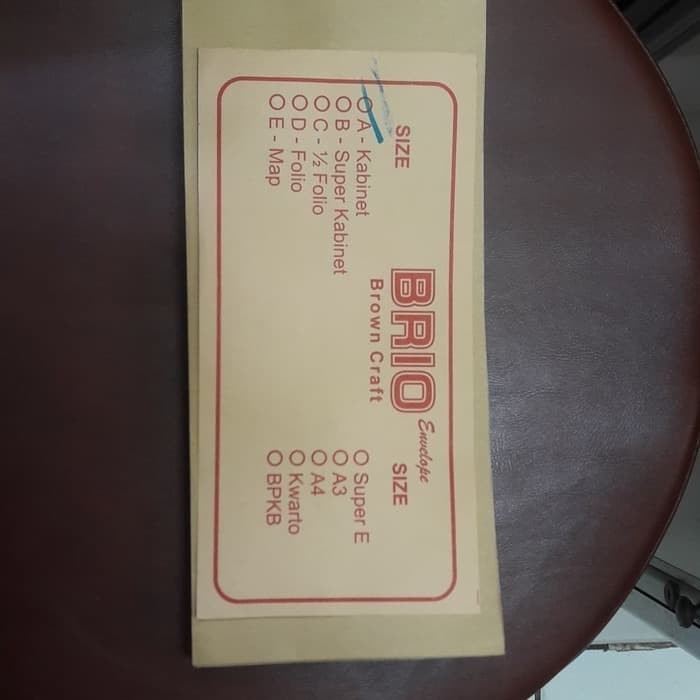 BRIO Envelope
Brown Craft
SIZE
A - Kabinet
B - Super Kabinet
C - ½ Folio
D - Folio
E - Map
SIZE
Super E
A3
A4
Kwarto
BPKB